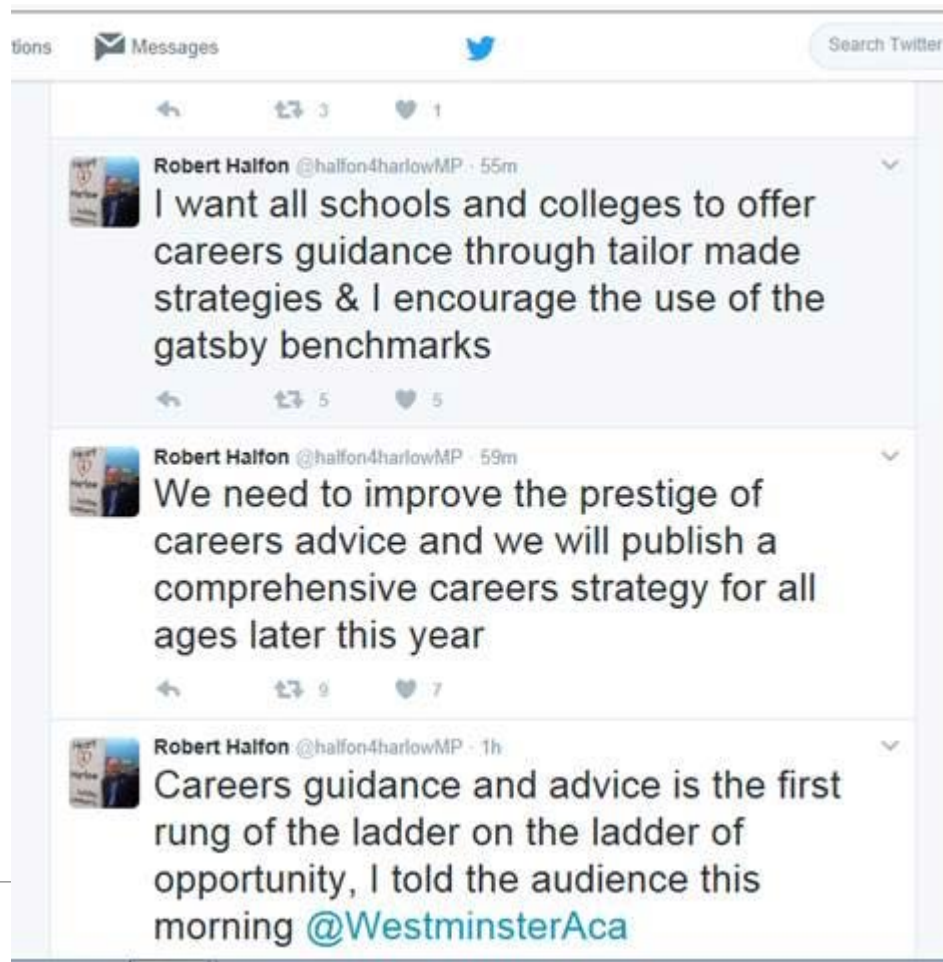 tions Messages Search Twitter
3 1
Robert Halfon @halfon4harlowMP · 55m
I want all schools and colleges to offer
careers guidance through tailor made
strategies & I encourage the use of the
gatsby benchmarks
5 5
Robert Halfon @halfon4harlowMP · 59m
We need to improve the prestige of
careers advice and we will publish a
comprehensive careers strategy for all
ages later this year
9 7
Robert Halfon @halfon4harlowMP · 1h
Careers guidance and advice is the first
rung of the ladder on the ladder of
opportunity, I told the audience this
morning @WestminsterAca